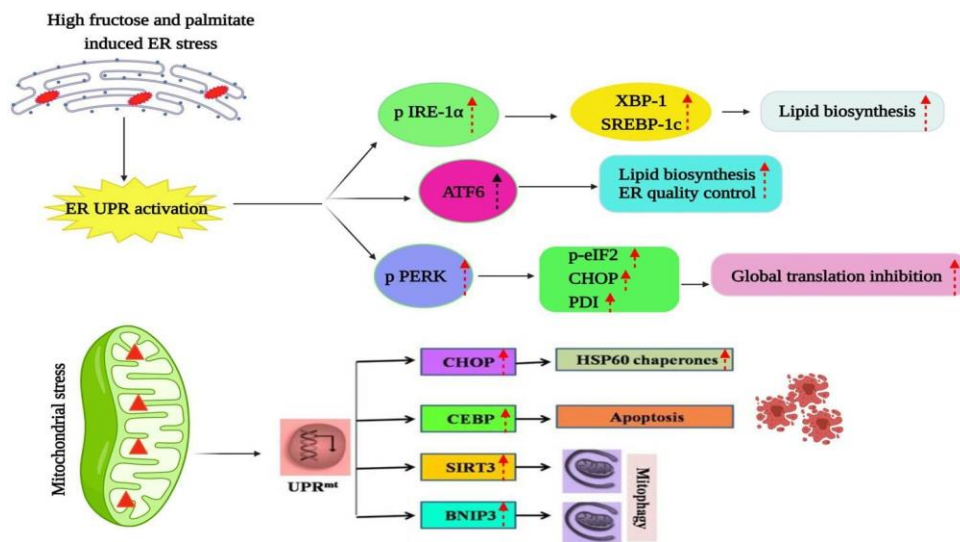 High fructose and palmitate
induced ER stress
p IRE-1α
XBP-1
SREBP-1c
Lipid biosynthesis
ER UPR activation
ATF6
Lipid biosynthesis
ER quality control
p PERK
p-eIF2
CHOP
PDI
Global translation inhibition
Mitochondrial stress
UPRmt
CHOP
HSP60 chaperones
CEBP
Apoptosis
SIRT3
BNIP3
Mitophagy